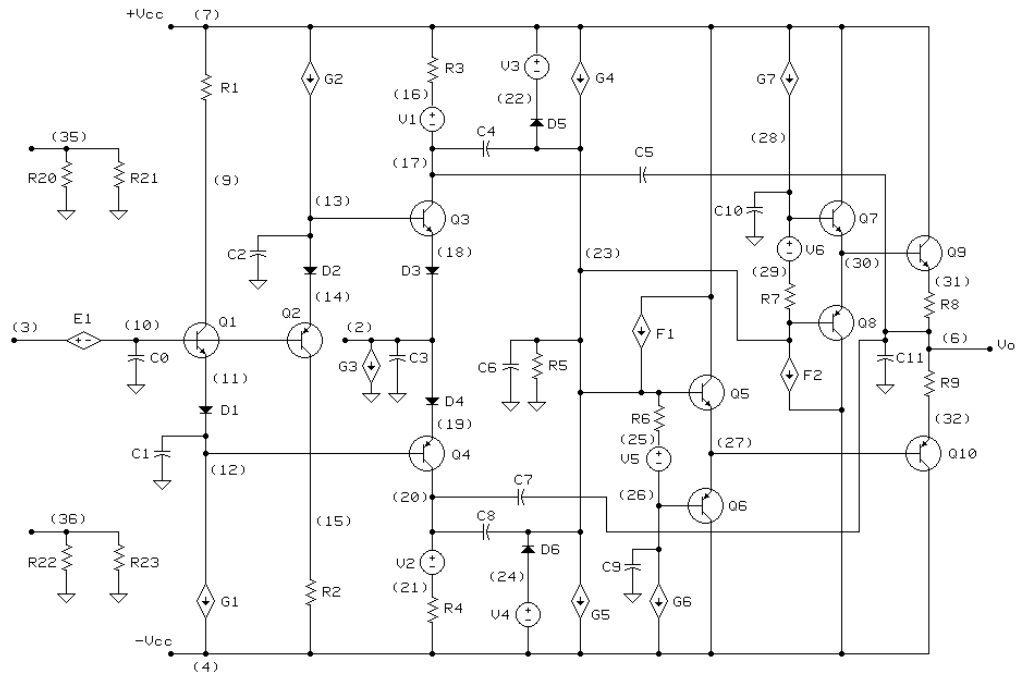 +Vcc (7)
R1
G2
R3
(16)
V1
V3
(22)
D5
C4
G4
G7
(28)
(35)
R20 R21
(9)
(17)
C5
(13)
Q3
C10
Q7
C2
D2
(18)
D3
(23)
V6
(29)
(30)
Q9
(31)
(14)
R7
R8
(3) E1 (10) Q1 Q2 (2)
F1
Q8
(6) Vo
C0
G3 C3
C6 R5
F2
C11
R9
(11)
D1
D4
(19)
Q5
R6
(25)
(27)
(32)
C1
(12)
Q4
V5
(26)
Q10
(20)
C7
Q6
(36)
(15)
C8
D6
R22 R23
V2
(21)
(24)
C9
G1
R2
R4
V4
G5
G6
-Vcc
(4)